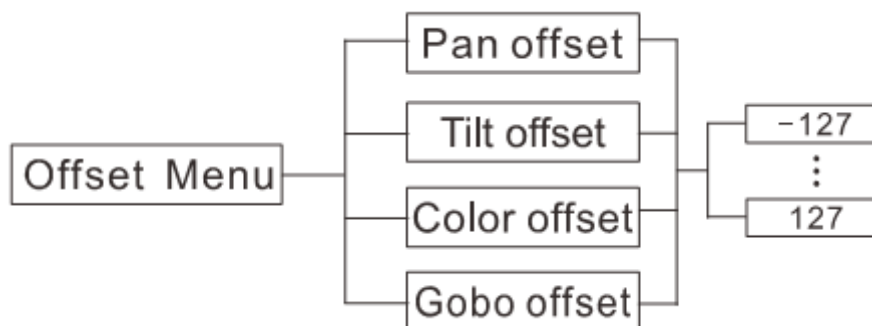 Offset Menu
Pan offset
Tilt offset
Color offset
Gobo offset
−127
⋮
127